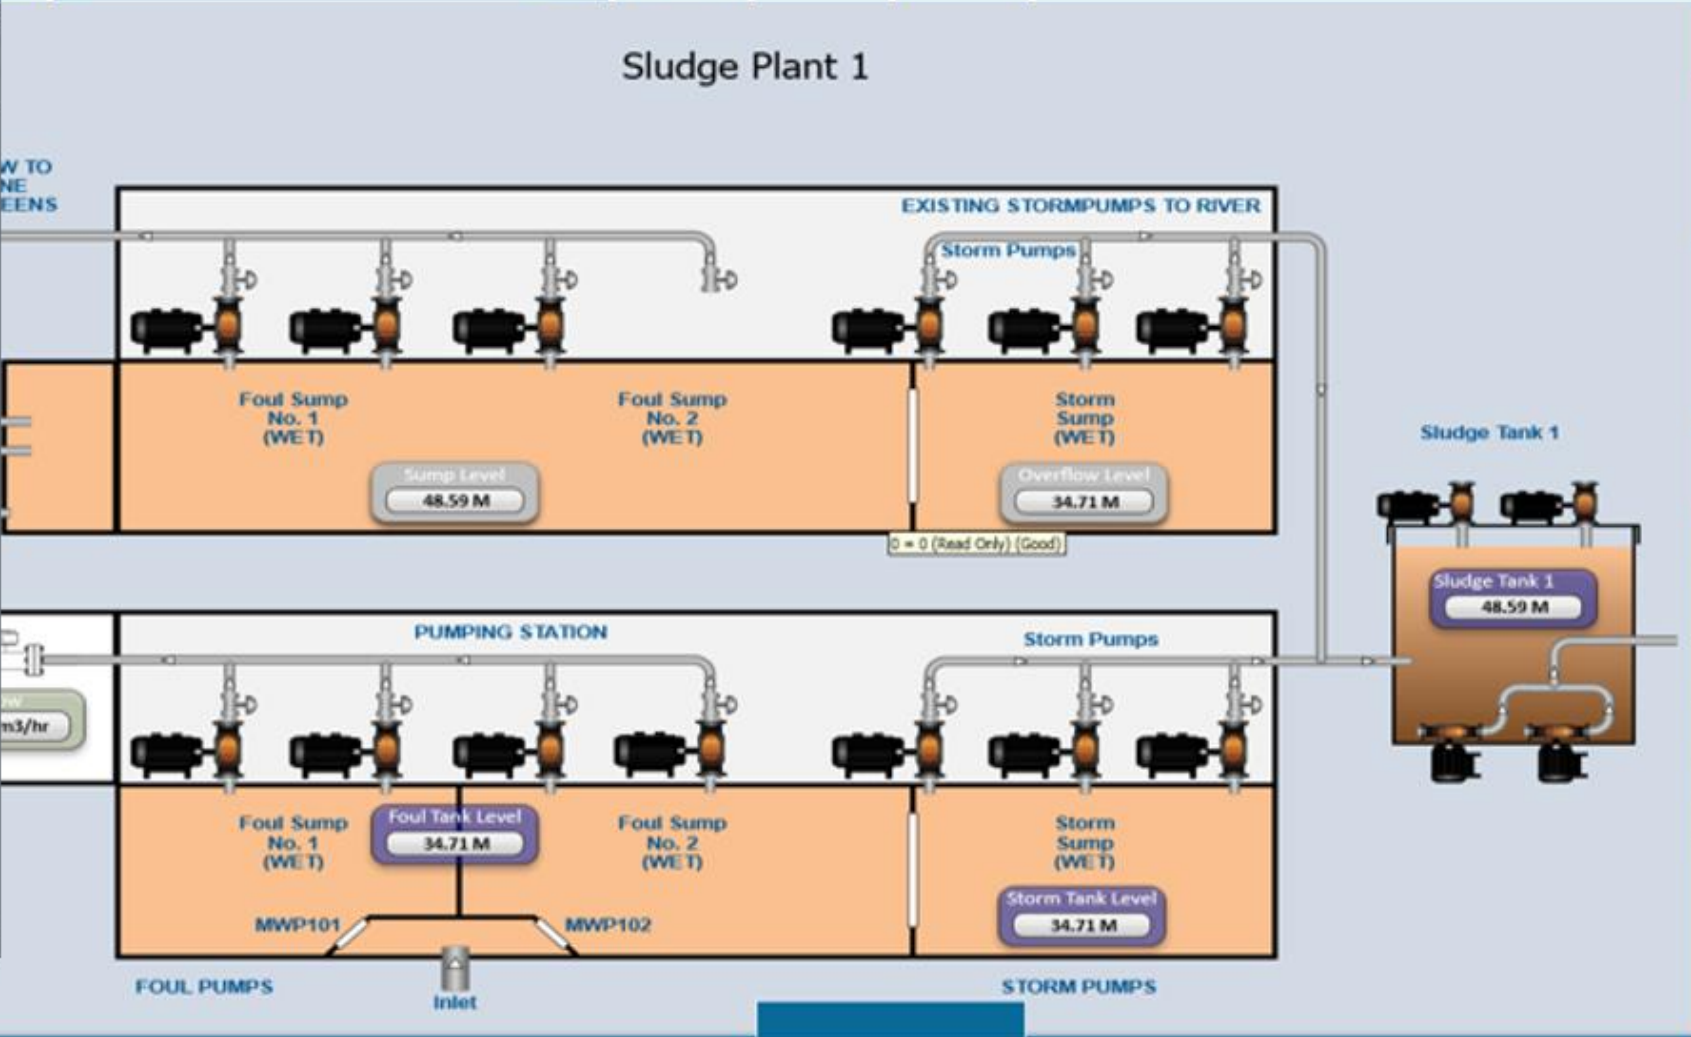 Sludge Plant 1
W TO
NE
EENS
EXISTING STORMPUMPS TO RIVER
Storm Pumps
Foul Sump
No. 1
(WET)
Foul Sump
No. 2
(WET)
Storm
Sump
(WET)
Sump Level
48.59 M
Overflow Level
34.71 M
0 = 0 (Read Only) (Good)
Sludge Tank 1
Sludge Tank 1
48.59 M
PUMPING STATION
Storm Pumps
ow
m3/hr
Foul Sump
No. 1
(WET)
Foul Tank Level
34.71 M
Foul Sump
No. 2
(WET)
Storm
Sump
(WET)
Storm Tank Level
34.71 M
MWP101
MWP102
FOUL PUMPS
Inlet
STORM PUMPS